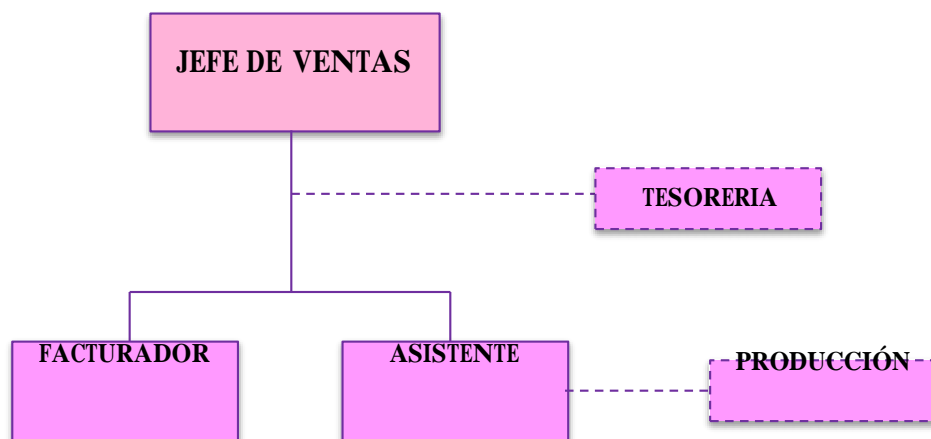 JEFE DE VENTAS
TESORERIA
FACTURADOR
ASISTENTE
PRODUCCIÓN